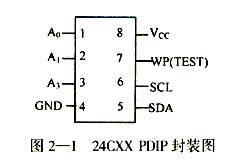 A₀ 1 8 Vcc
A₁ 2 7 WP(TEST)
A₃ 3 6 SCL
GND 4 5 SDA
图 2—1 24CXX PDIP 封装图